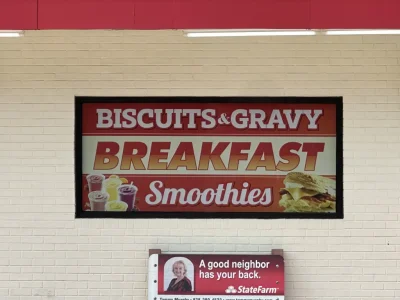 BISCUITS & GRAVY
BREAKFAST
Smoothies
A good neighbor
has your back.
StateFarm